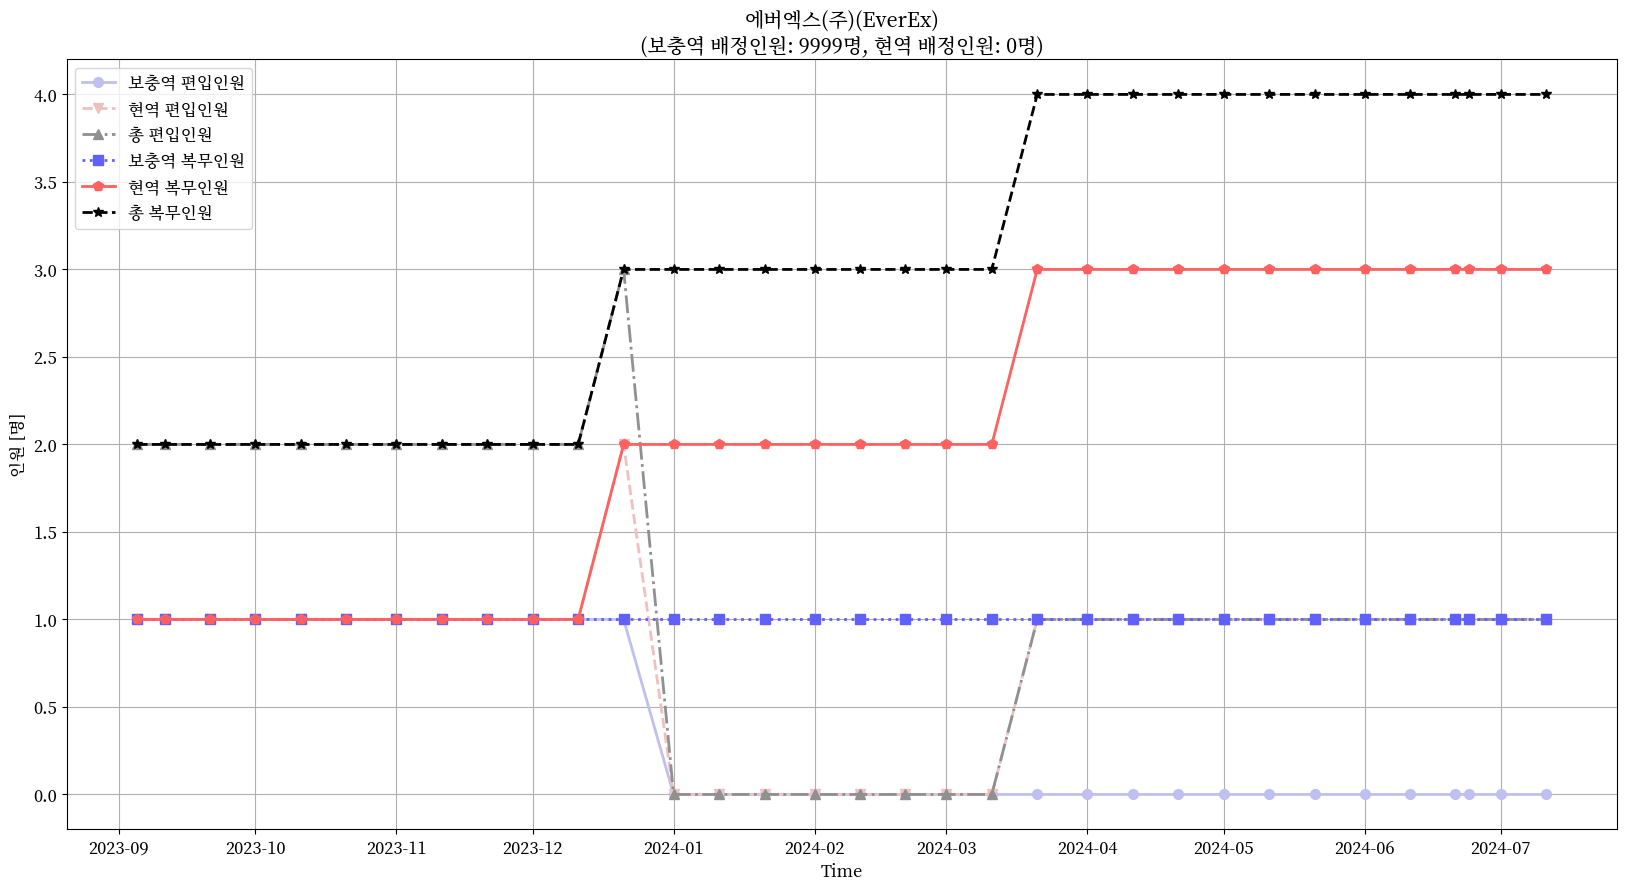 에버엑스(주)(EverEx)
(보충역 배정인원: 9999명, 현역 배정인원: 0명)
보충역 편입인원
현역 편입인원
총 편입인원
보충역 복무인원
현역 복무인원
총 복무인원
4.0
3.5
3.0
2.5
2.0
1.5
1.0
0.5
0.0
인원 [명]
2023-09
2023-10
2023-11
2023-12
2024-01
2024-02
2024-03
2024-04
2024-05
2024-06
2024-07
Time